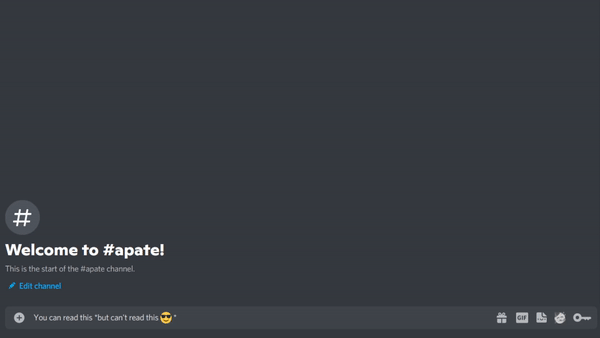 Welcome to #apate!
This is the start of the #apate channel.
Edit channel
You can read this *but can't read this 😎*
GIF